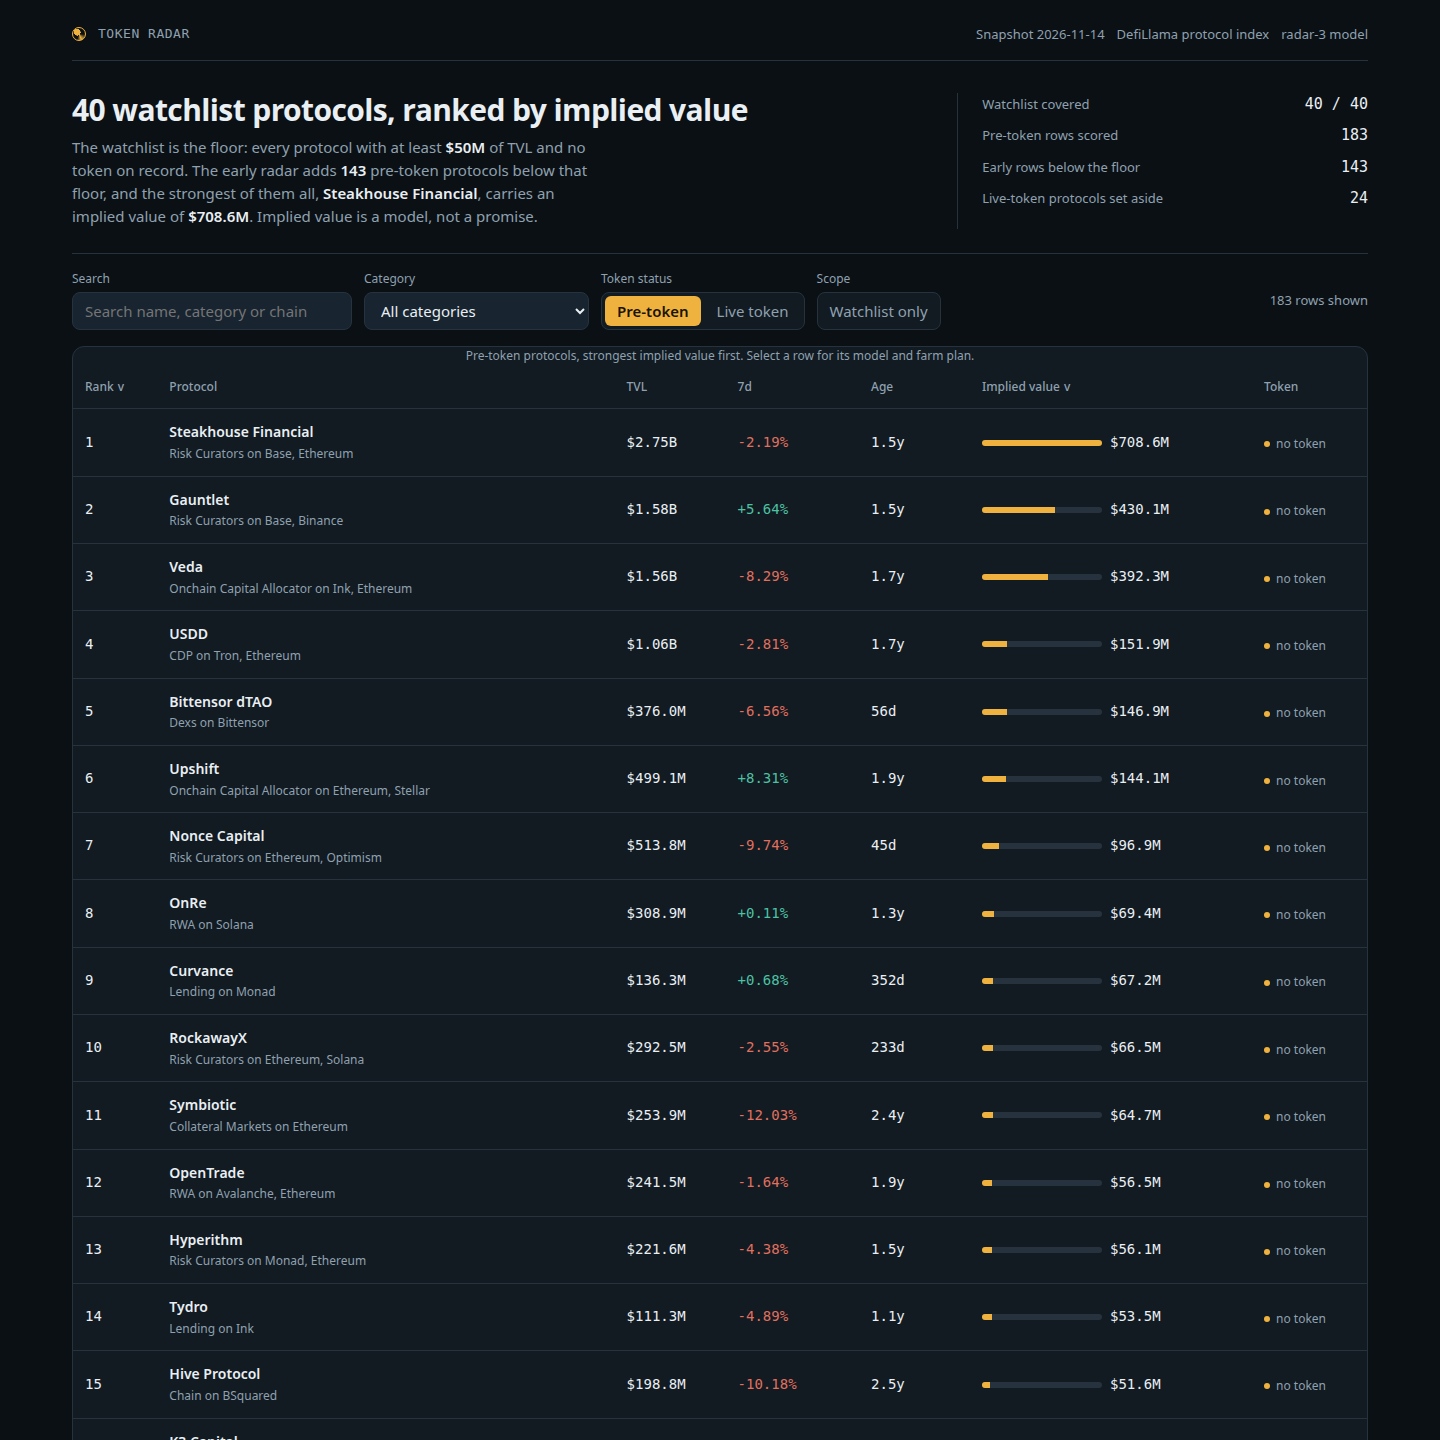 TOKEN RADAR
Snapshot 2026-11-14 DefiLlama protocol index radar-3 model
40 watchlist protocols, ranked by implied value
The watchlist is the floor: every protocol with at least $50M of TVL and no
token on record. The early radar adds 143 pre-token protocols below that
floor, and the strongest of them all, Steakhouse Financial, carries an
implied value of $708.6M. Implied value is a model, not a promise.
Watchlist covered 40 / 40
Pre-token rows scored 183
Early rows below the floor 143
Live-token protocols set aside 24
Search Category Token status Scope
Search name, category or chain All categories Pre-token Live token Watchlist only 183 rows shown
Pre-token protocols, strongest implied value first. Select a row for its model and farm plan.
Rank v Protocol TVL 7d Age Implied value v Token
1 Steakhouse Financial $2.75B -2.19% 1.5y $708.6M no token
Risk Curators on Base, Ethereum
2 Gauntlet $1.58B +5.64% 1.5y $430.1M no token
Risk Curators on Base, Binance
3 Veda $1.56B -8.29% 1.7y $392.3M no token
Onchain Capital Allocator on Ink, Ethereum
4 USDD $1.06B -2.81% 1.7y $151.9M no token
CDP on Tron, Ethereum
5 Bittensor dTAO $376.0M -6.56% 56d $146.9M no token
Dexs on Bittensor
6 Upshift $499.1M +8.31% 1.9y $144.1M no token
Onchain Capital Allocator on Ethereum, Stellar
7 Nonce Capital $513.8M -9.74% 45d $96.9M no token
Risk Curators on Ethereum, Optimism
8 OnRe $308.9M +0.11% 1.3y $69.4M no token
RWA on Solana
9 Curvance $136.3M +0.68% 352d $67.2M no token
Lending on Monad
10 RockawayX $292.5M -2.55% 233d $66.5M no token
Risk Curators on Ethereum, Solana
11 Symbiotic $253.9M -12.03% 2.4y $64.7M no token
Collateral Markets on Ethereum
12 OpenTrade $241.5M -1.64% 1.9y $56.5M no token
RWA on Avalanche, Ethereum
13 Hyperithm $221.6M -4.38% 1.5y $56.1M no token
Risk Curators on Monad, Ethereum
14 Tydro $111.3M -4.89% 1.1y $53.5M no token
Lending on Ink
15 Hive Protocol $198.8M -10.18% 2.5y $51.6M no token
Chain on BSquared